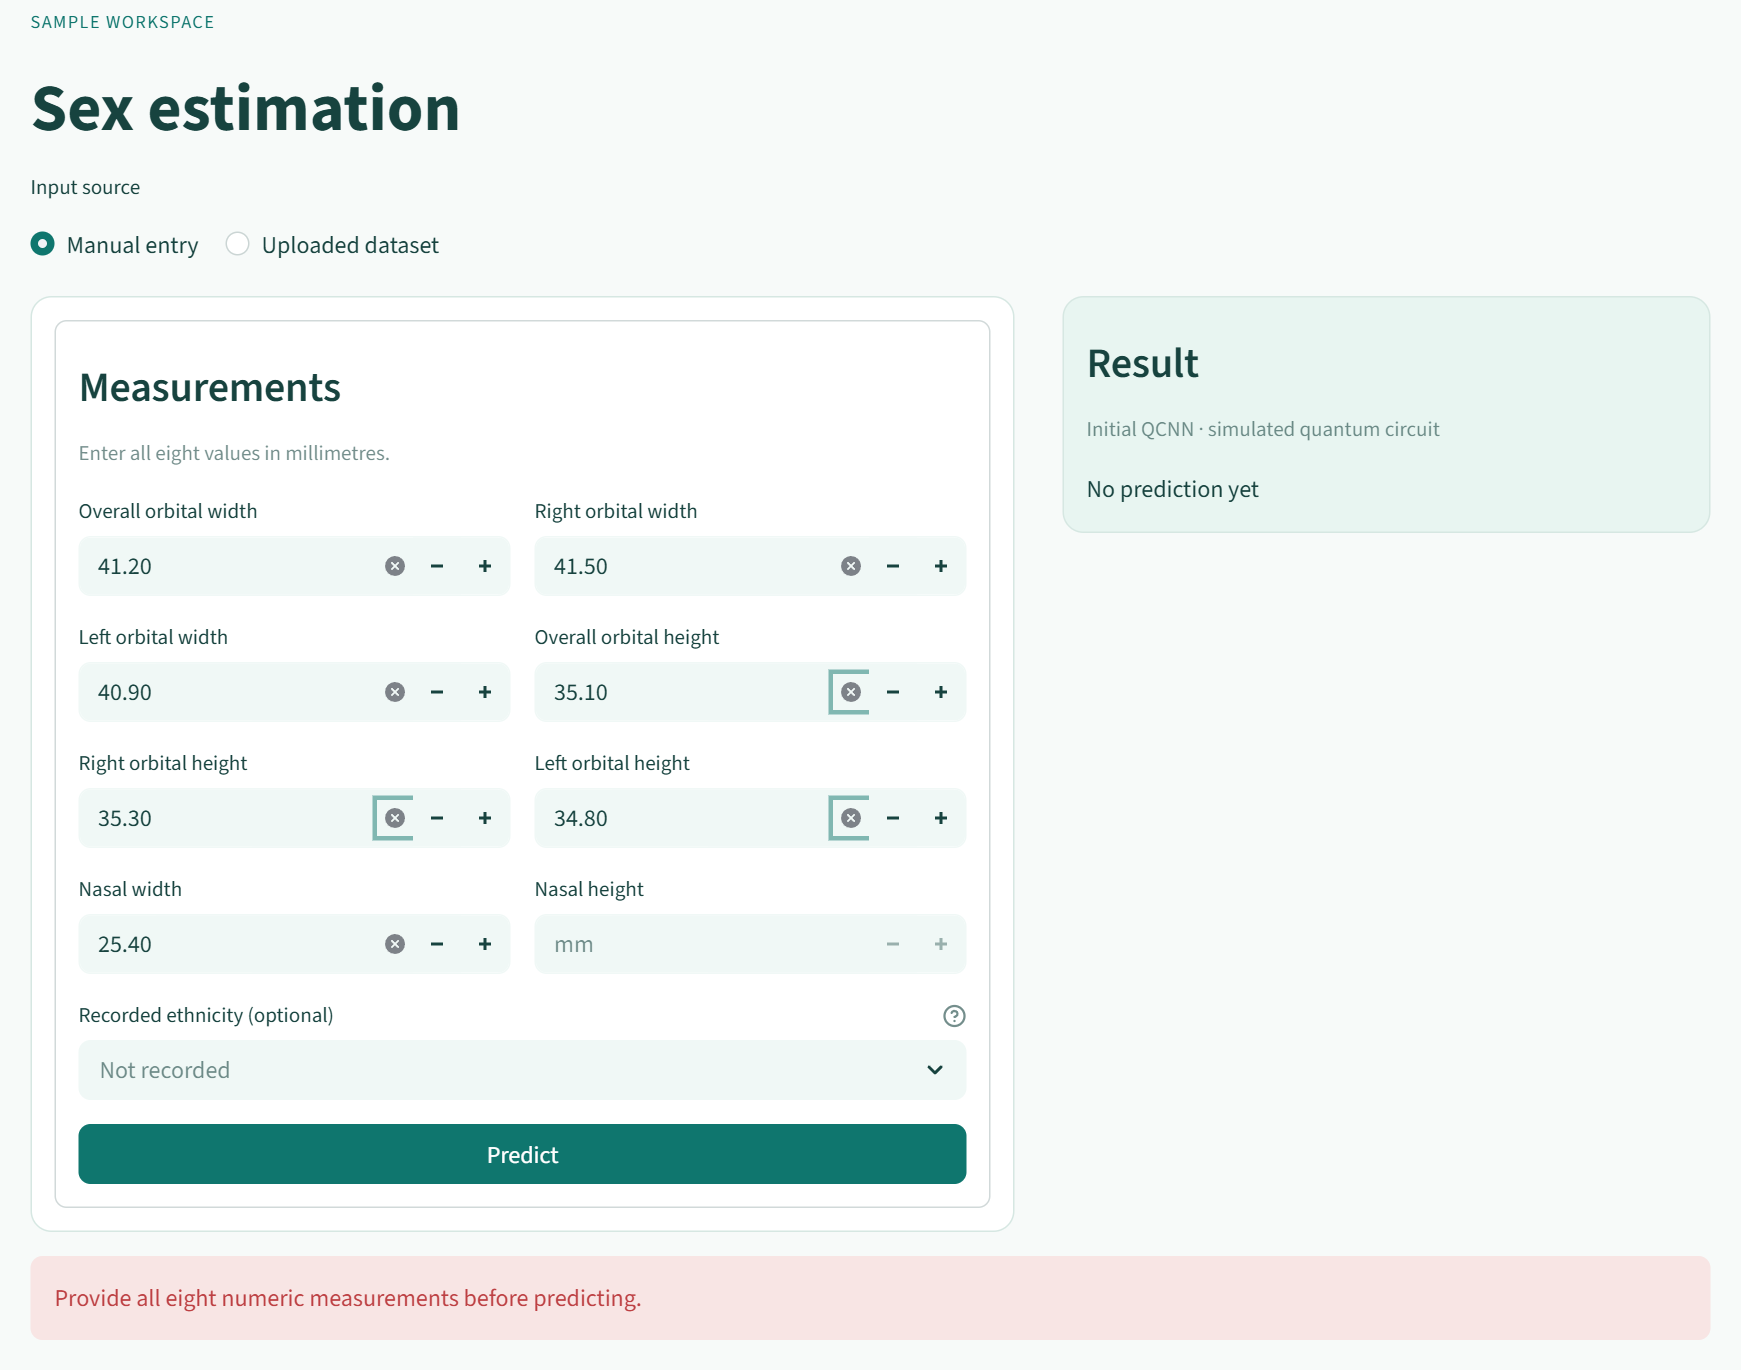 SAMPLE WORKSPACE
Sex estimation
Input source
Manual entry
Uploaded dataset
Measurements
Enter all eight values in millimetres.
Overall orbital width
41.20
Right orbital width
41.50
Left orbital width
40.90
Overall orbital height
35.10
Right orbital height
35.30
Left orbital height
34.80
Nasal width
25.40
Nasal height
mm
Recorded ethnicity (optional)
Not recorded
Predict
Result
Initial QCNN · simulated quantum circuit
No prediction yet
Provide all eight numeric measurements before predicting.